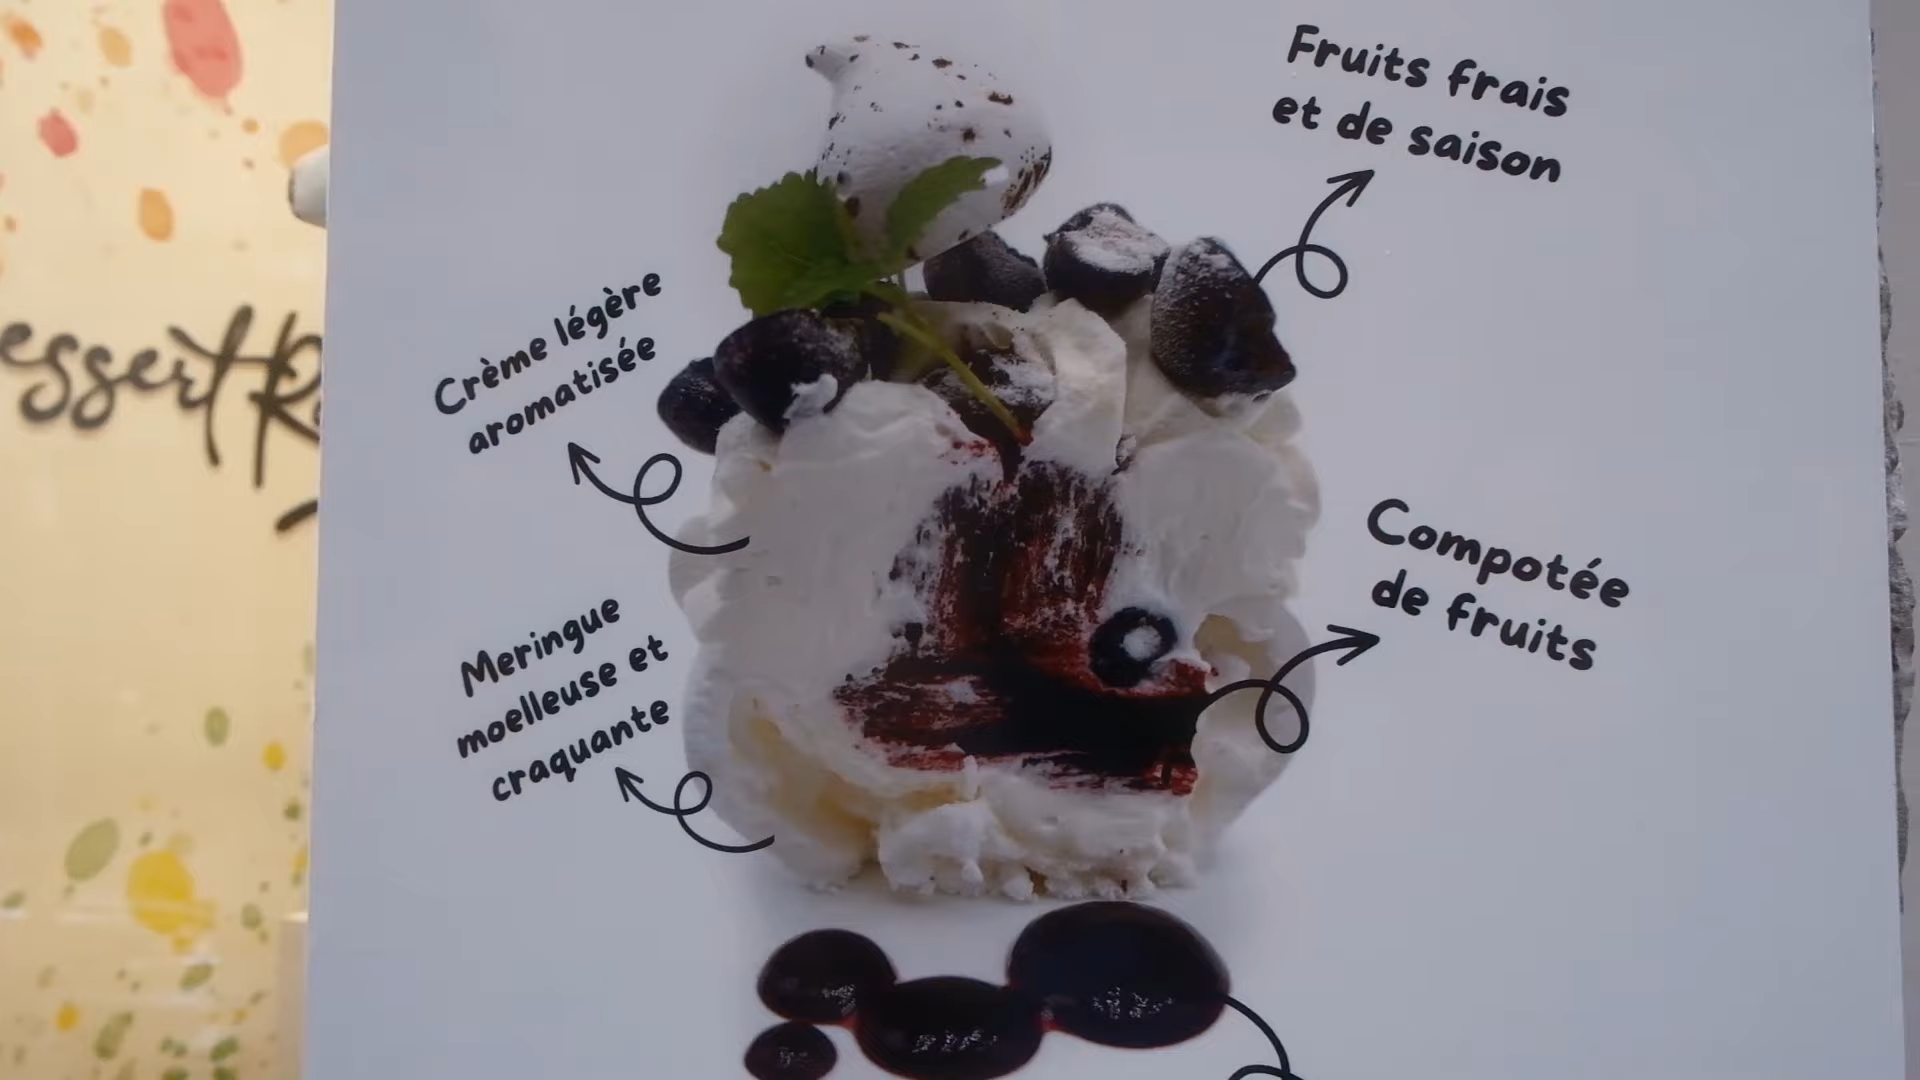 Fruits frais
et de saison
Crème légère
aromatisée
Compotée
de fruits
Meringue
moelleuse et
craquante